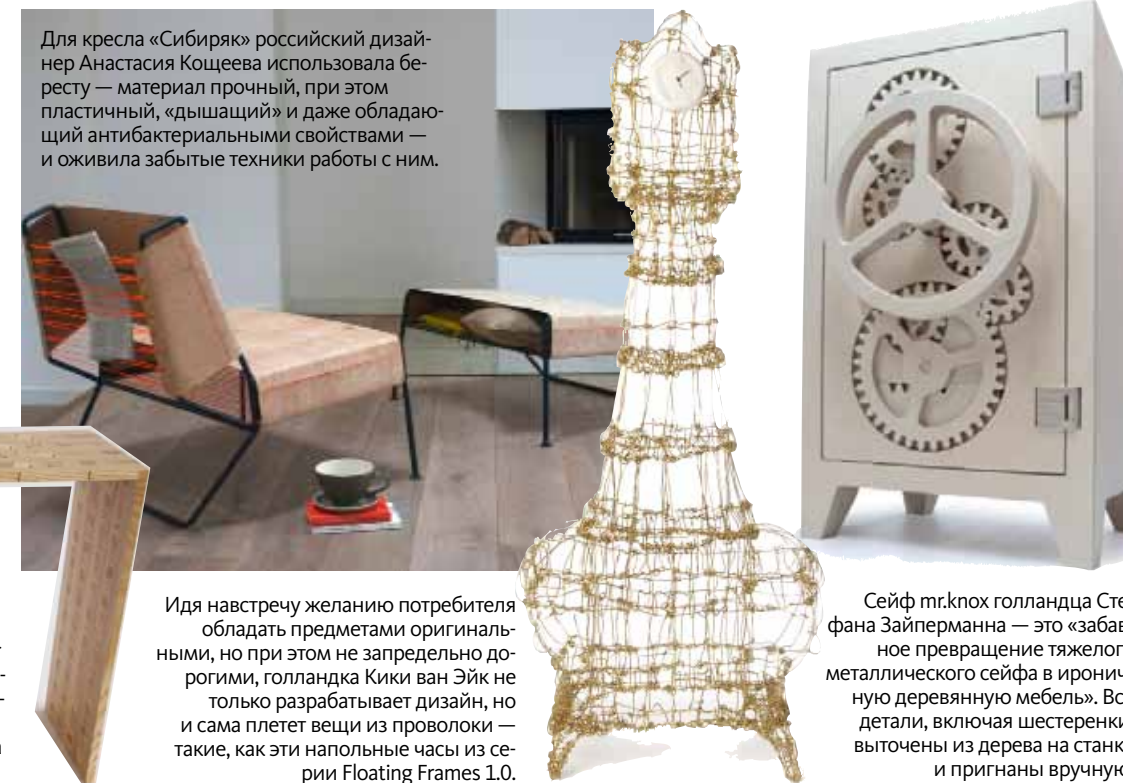 Для кресла «Сибиряк» российский дизай-
нер Анастасия Кощеева использовала бе-
ресту — материал прочный, при этом
пластичный, «дышащий» и даже обладаю-
щий антибактериальными свойствами —
и оживила забытые техники работы с ним.
Идя навстречу желанию потребителя
обладать предметами оригиналь-
ными, но при этом не запредельно до-
рогими, голландка Кики ван Эйк не
только разрабатывает дизайн, но
и сама плетет вещи из проволоки —
такие, как эти напольные часы из се-
рии Floating Frames 1.0.
Сейф mr.knox голландца Сте
фана Зайперманна — это «забав
ное превращение тяжелог
металлического сейфа в иронич
ную деревянную мебель». Вс
детали, включая шестеренки
выточены из дерева на станк
и пригнаны вручную